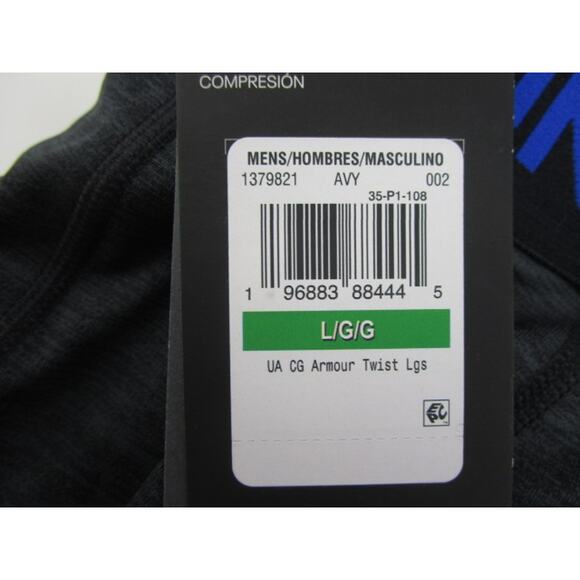 COMPRESIÓN
MENS/HOMBRES/MASCULINO
1379821 AVY 002
35-P1-108
1 96883 88444 5
L/G/G
UA CG Armour Twist Lgs